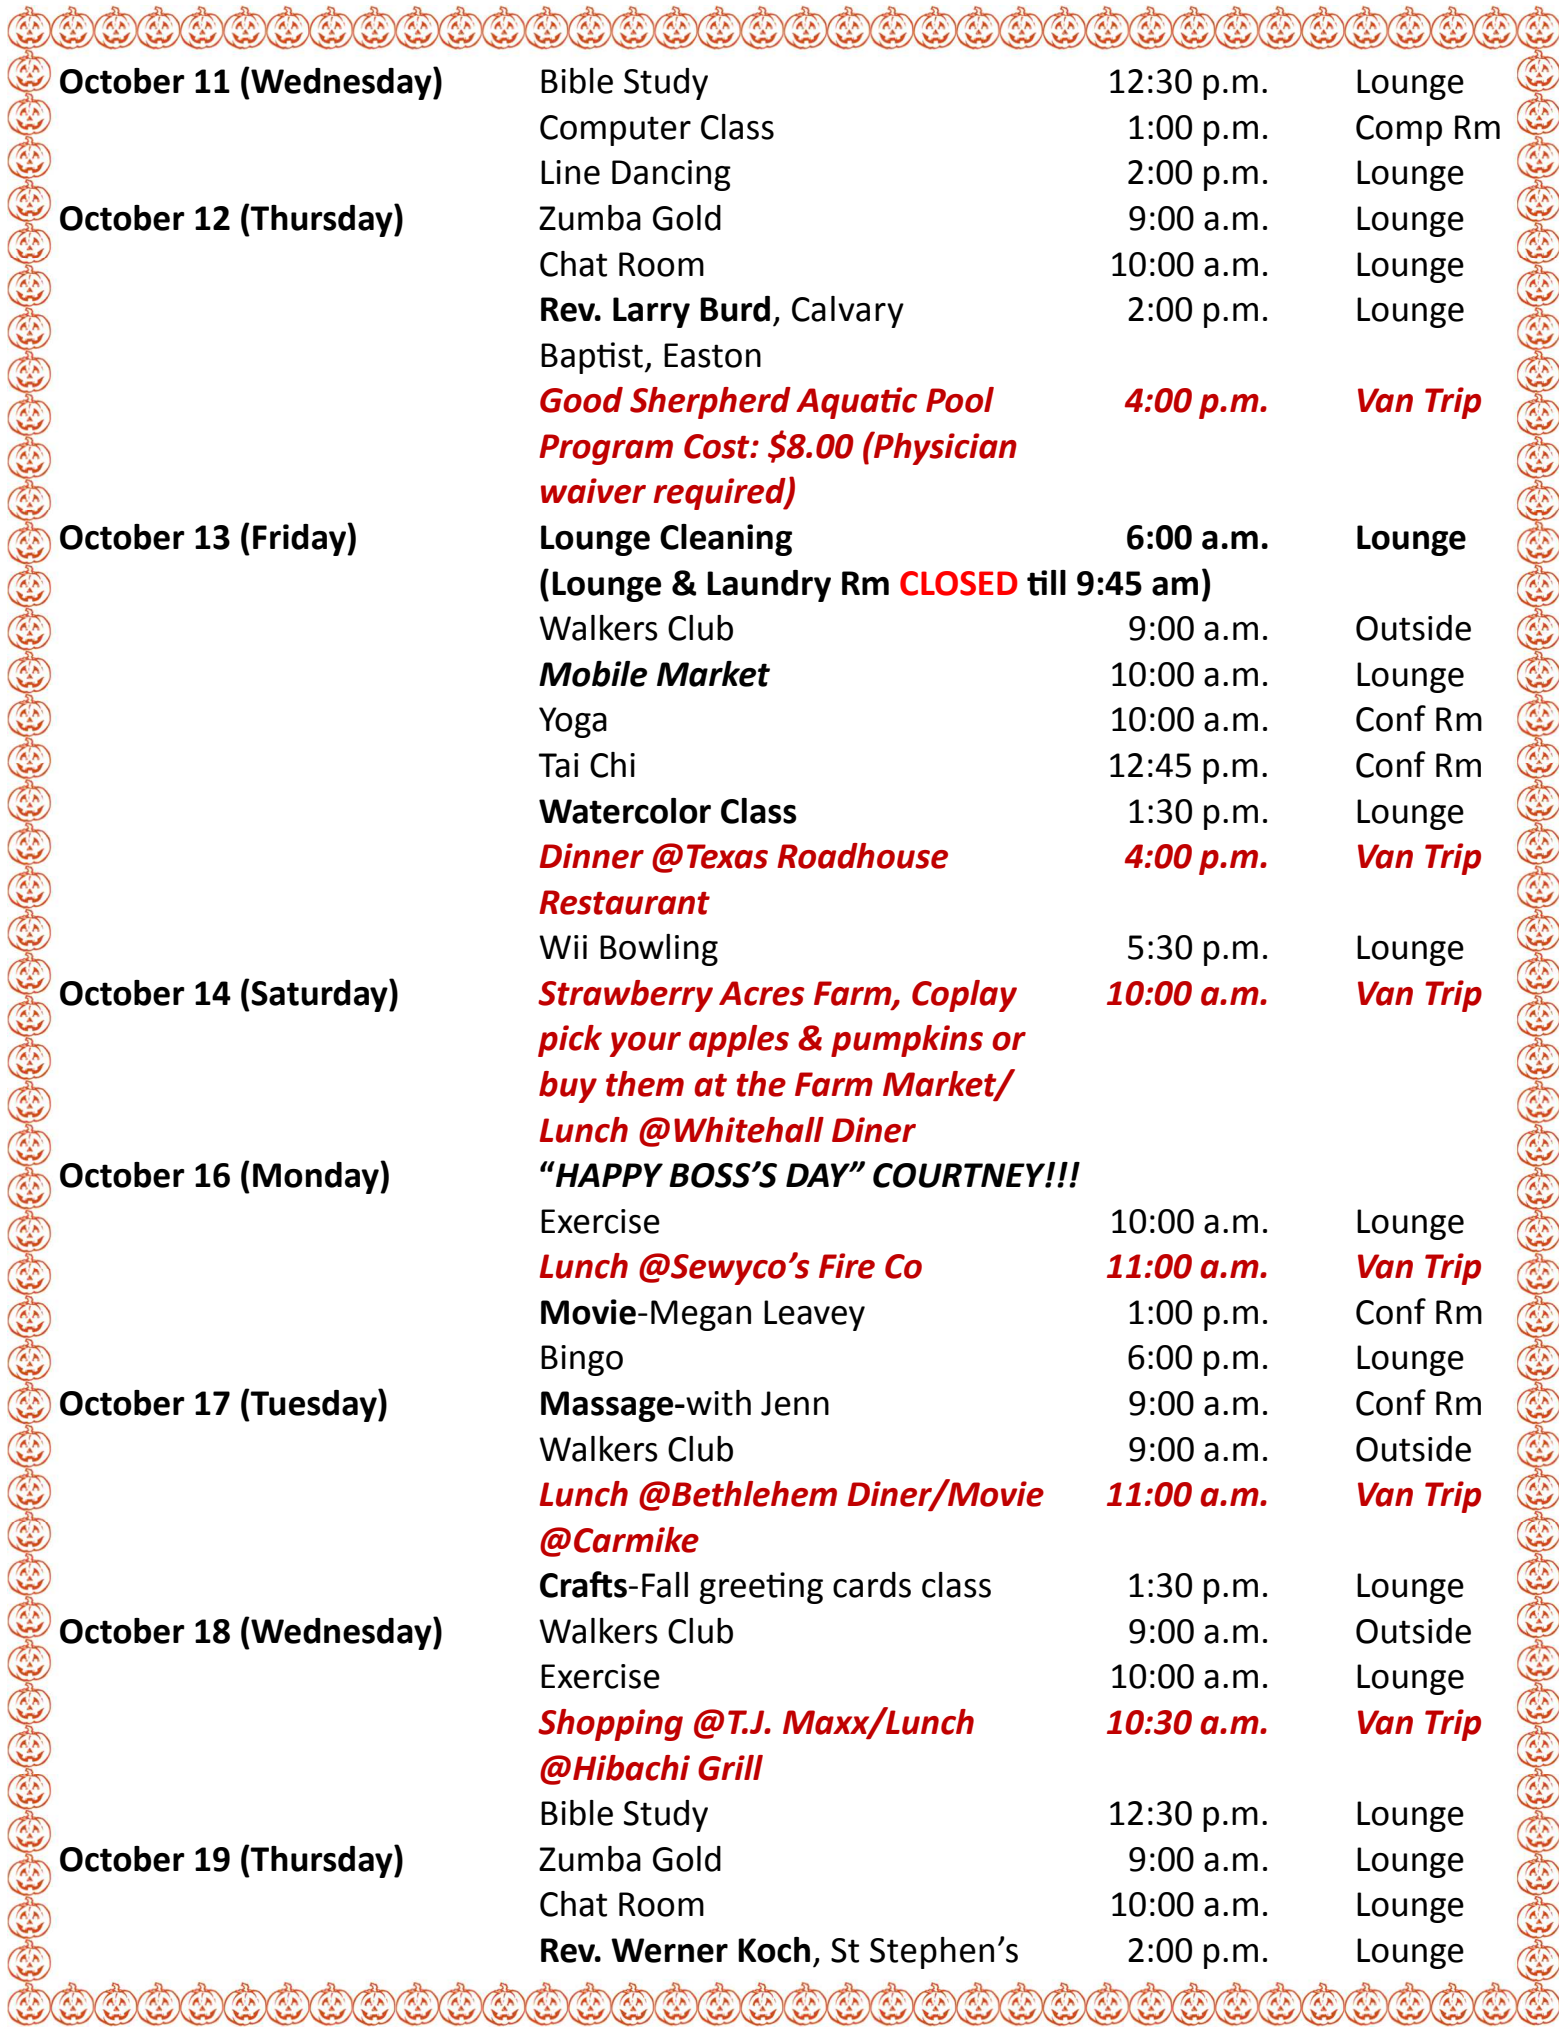 October 11 (Wednesday) Bible Study 12:30 p.m. Lounge
Computer Class 1:00 p.m. Comp Rm
Line Dancing 2:00 p.m. Lounge
October 12 (Thursday) Zumba Gold 9:00 a.m. Lounge
Chat Room 10:00 a.m. Lounge
Rev. Larry Burd, Calvary 2:00 p.m. Lounge
Baptist, Easton
Good Sherpherd Aquatic Pool 4:00 p.m. Van Trip
Program Cost: $8.00 (Physician
waiver required)
October 13 (Friday) Lounge Cleaning 6:00 a.m. Lounge
(Lounge & Laundry Rm CLOSED till 9:45 am)
Walkers Club 9:00 a.m. Outside
Mobile Market 10:00 a.m. Lounge
Yoga 10:00 a.m. Conf Rm
Tai Chi 12:45 p.m. Conf Rm
Watercolor Class 1:30 p.m. Lounge
Dinner @Texas Roadhouse 4:00 p.m. Van Trip
Restaurant
Wii Bowling 5:30 p.m. Lounge
October 14 (Saturday) Strawberry Acres Farm, Coplay 10:00 a.m. Van Trip
pick your apples & pumpkins or
buy them at the Farm Market/
Lunch @Whitehall Diner
October 16 (Monday) “HAPPY BOSS’S DAY” COURTNEY!!!
Exercise 10:00 a.m. Lounge
Lunch @Sewyco’s Fire Co 11:00 a.m. Van Trip
Movie-Megan Leavey 1:00 p.m. Conf Rm
Bingo 6:00 p.m. Lounge
October 17 (Tuesday) Massage-with Jenn 9:00 a.m. Conf Rm
Walkers Club 9:00 a.m. Outside
Lunch @Bethlehem Diner/Movie 11:00 a.m. Van Trip
@Carmike
Crafts-Fall greeting cards class 1:30 p.m. Lounge
October 18 (Wednesday) Walkers Club 9:00 a.m. Outside
Exercise 10:00 a.m. Lounge
Shopping @T.J. Maxx/Lunch 10:30 a.m. Van Trip
@Hibachi Grill
Bible Study 12:30 p.m. Lounge
October 19 (Thursday) Zumba Gold 9:00 a.m. Lounge
Chat Room 10:00 a.m. Lounge
Rev. Werner Koch, St Stephen’s 2:00 p.m. Lounge